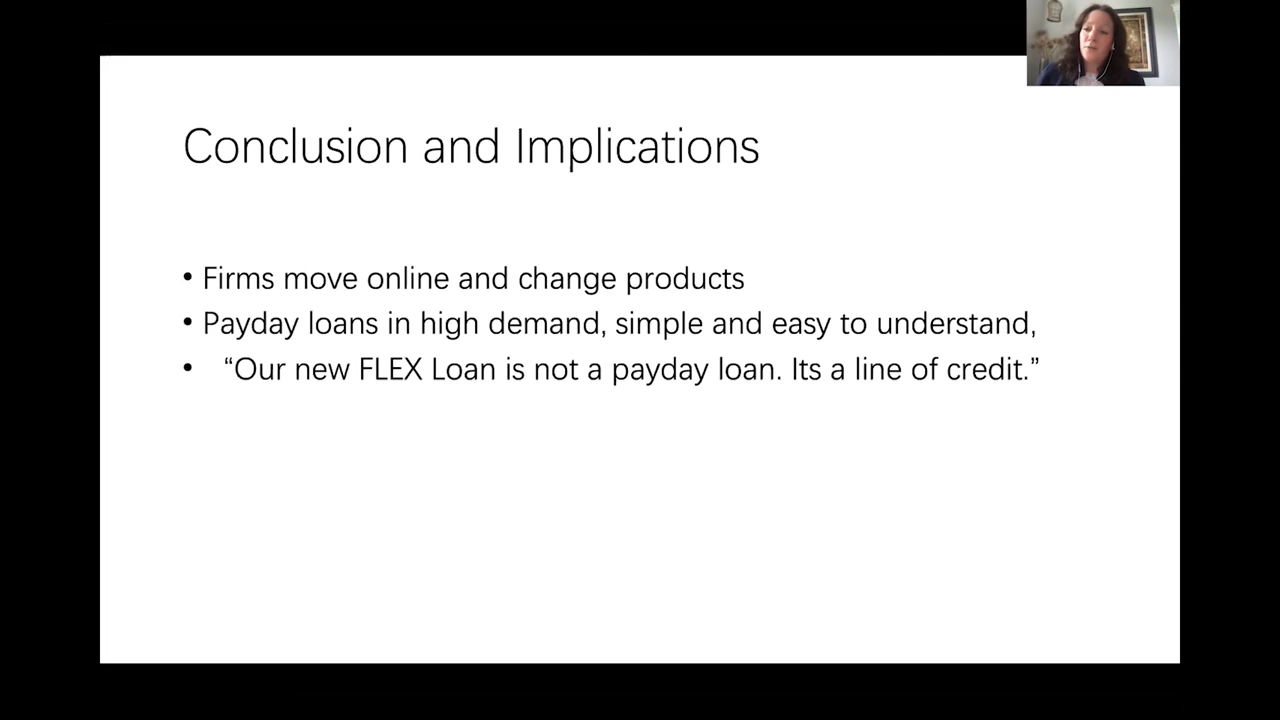 Conclusion and Implications
• Firms move online and change products
• Payday loans in high demand, simple and easy to understand,
• “Our new FLEX Loan is not a payday loan. Its a line of credit.”